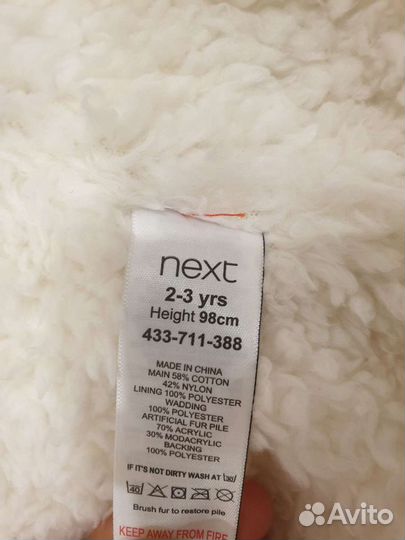 next
2-3 yrs
Height 98cm
433-711-388
MADE IN CHINA
MAIN 58% COTTON
42% NYLON
LINING 100% POLYESTER
WADDING
100% POLYESTER
ARTIFICIAL FUR PILE
70% ACRYLIC
30% MODACRYLIC
BACKING
100% POLYESTER
IF IT'S NOT DIRTY WASH AT 30
40
Brush fur to restore pile
KEEP AWAY FROM FIRE
Avito